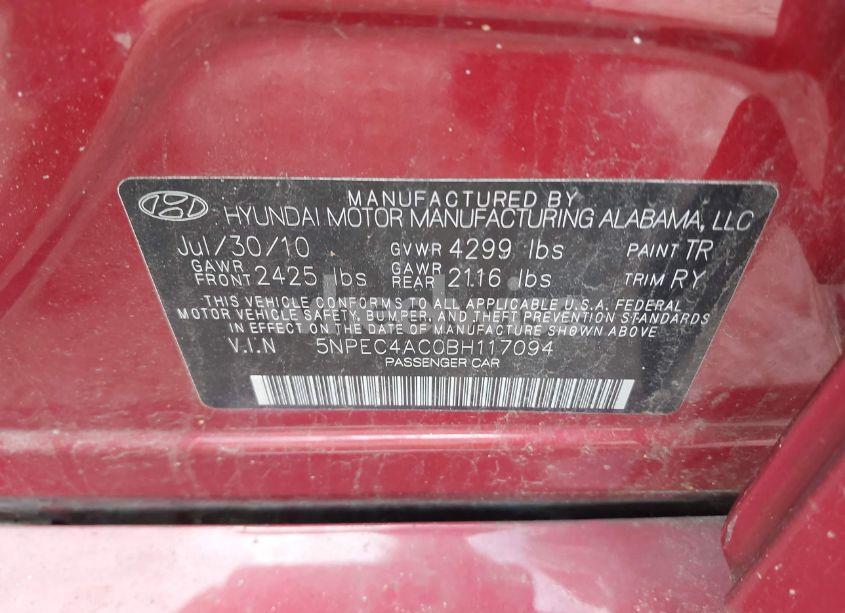 MANUFACTURED BY
HYUNDAI MOTOR MANUFACTURING ALABAMA, LLC
Jul/30/10 GVWR 4299 lbs PAINT TR
GAWR FRONT 2425 lbs GAWR REAR 2116 lbs TRIM RY
THIS VEHICLE CONFORMS TO ALL APPLICABLE U.S.A. FEDERAL
MOTOR VEHICLE SAFETY, BUMPER, AND THEFT PREVENTION STANDARDS
IN EFFECT ON THE DATE OF MANUFACTURE SHOWN ABOVE
V.I.N 5NPEC4AC0BH117094
PASSENGER CAR